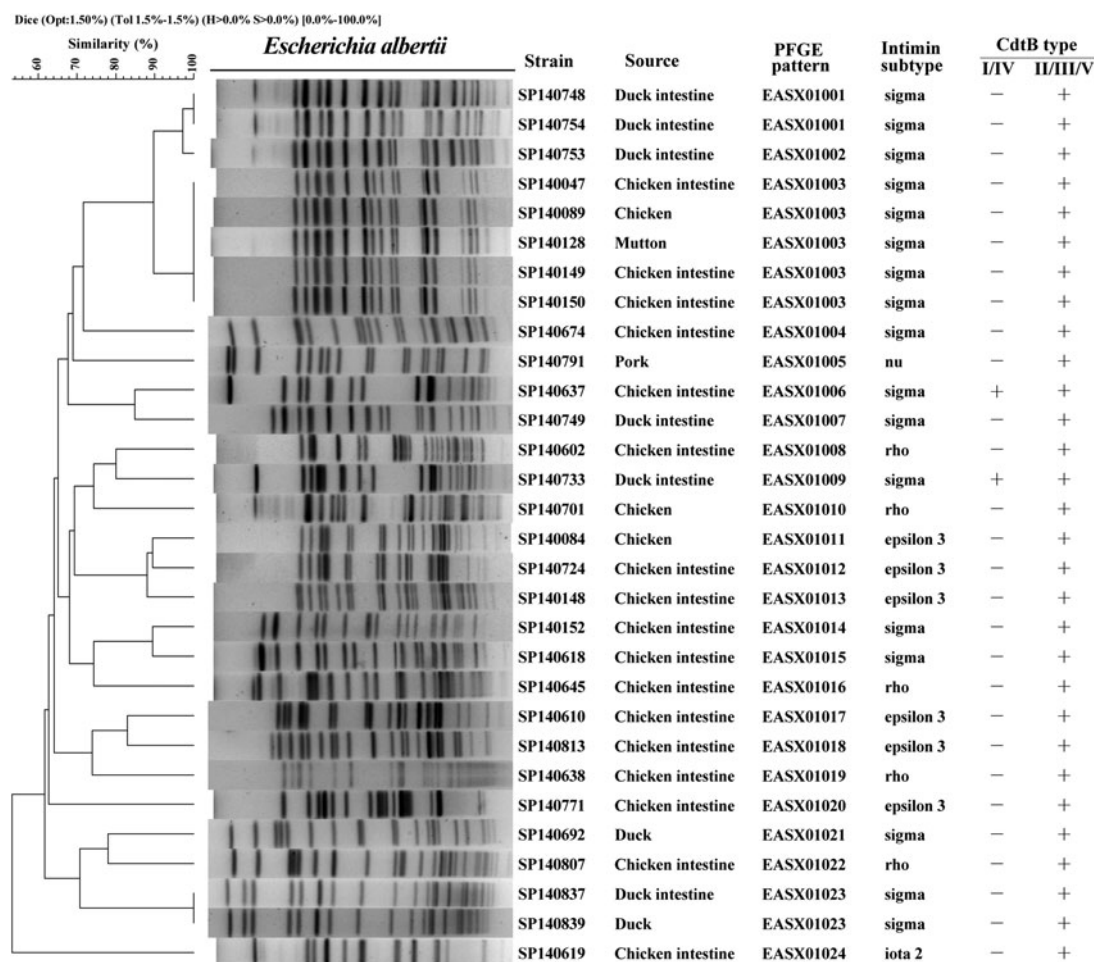 Dice (Opt:1.50%) (Tol 1.5%-1.5%) (H>0.0% S>0.0%) [0.0%-100.0%]
Similarity (%)
60 70 80 90 100
Escherichia albertii
Strain Source PFGE pattern Intimin subtype CdtB type
I/IV II/III/V
SP140748 Duck intestine EASX01001 sigma − +
SP140754 Duck intestine EASX01001 sigma − +
SP140753 Duck intestine EASX01002 sigma − +
SP140047 Chicken intestine EASX01003 sigma − +
SP140089 Chicken EASX01003 sigma − +
SP140128 Mutton EASX01003 sigma − +
SP140149 Chicken intestine EASX01003 sigma − +
SP140150 Chicken intestine EASX01003 sigma − +
SP140674 Chicken intestine EASX01004 sigma − +
SP140791 Pork EASX01005 nu − +
SP140637 Chicken intestine EASX01006 sigma + +
SP140749 Duck intestine EASX01007 sigma − +
SP140602 Chicken intestine EASX01008 rho − +
SP140733 Duck intestine EASX01009 sigma + +
SP140701 Chicken EASX01010 rho − +
SP140084 Chicken EASX01011 epsilon 3 − +
SP140724 Chicken intestine EASX01012 epsilon 3 − +
SP140148 Chicken intestine EASX01013 epsilon 3 − +
SP140152 Chicken intestine EASX01014 sigma − +
SP140618 Chicken intestine EASX01015 sigma − +
SP140645 Chicken intestine EASX01016 rho − +
SP140610 Chicken intestine EASX01017 epsilon 3 − +
SP140813 Chicken intestine EASX01018 epsilon 3 − +
SP140638 Chicken intestine EASX01019 rho − +
SP140771 Chicken intestine EASX01020 epsilon 3 − +
SP140692 Duck EASX01021 sigma − +
SP140807 Chicken intestine EASX01022 rho − +
SP140837 Duck intestine EASX01023 sigma − +
SP140839 Duck EASX01023 sigma − +
SP140619 Chicken intestine EASX01024 iota 2 − +